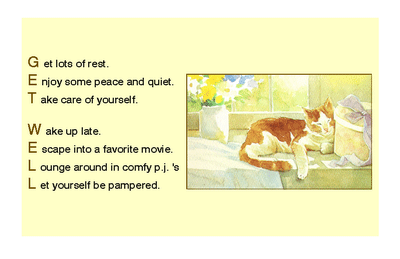 G et lots of rest.
E njoy some peace and quiet.
T ake care of yourself.
W ake up late.
E scape into a favorite movie.
L ounge around in comfy p.j. 's
L et yourself be pampered.